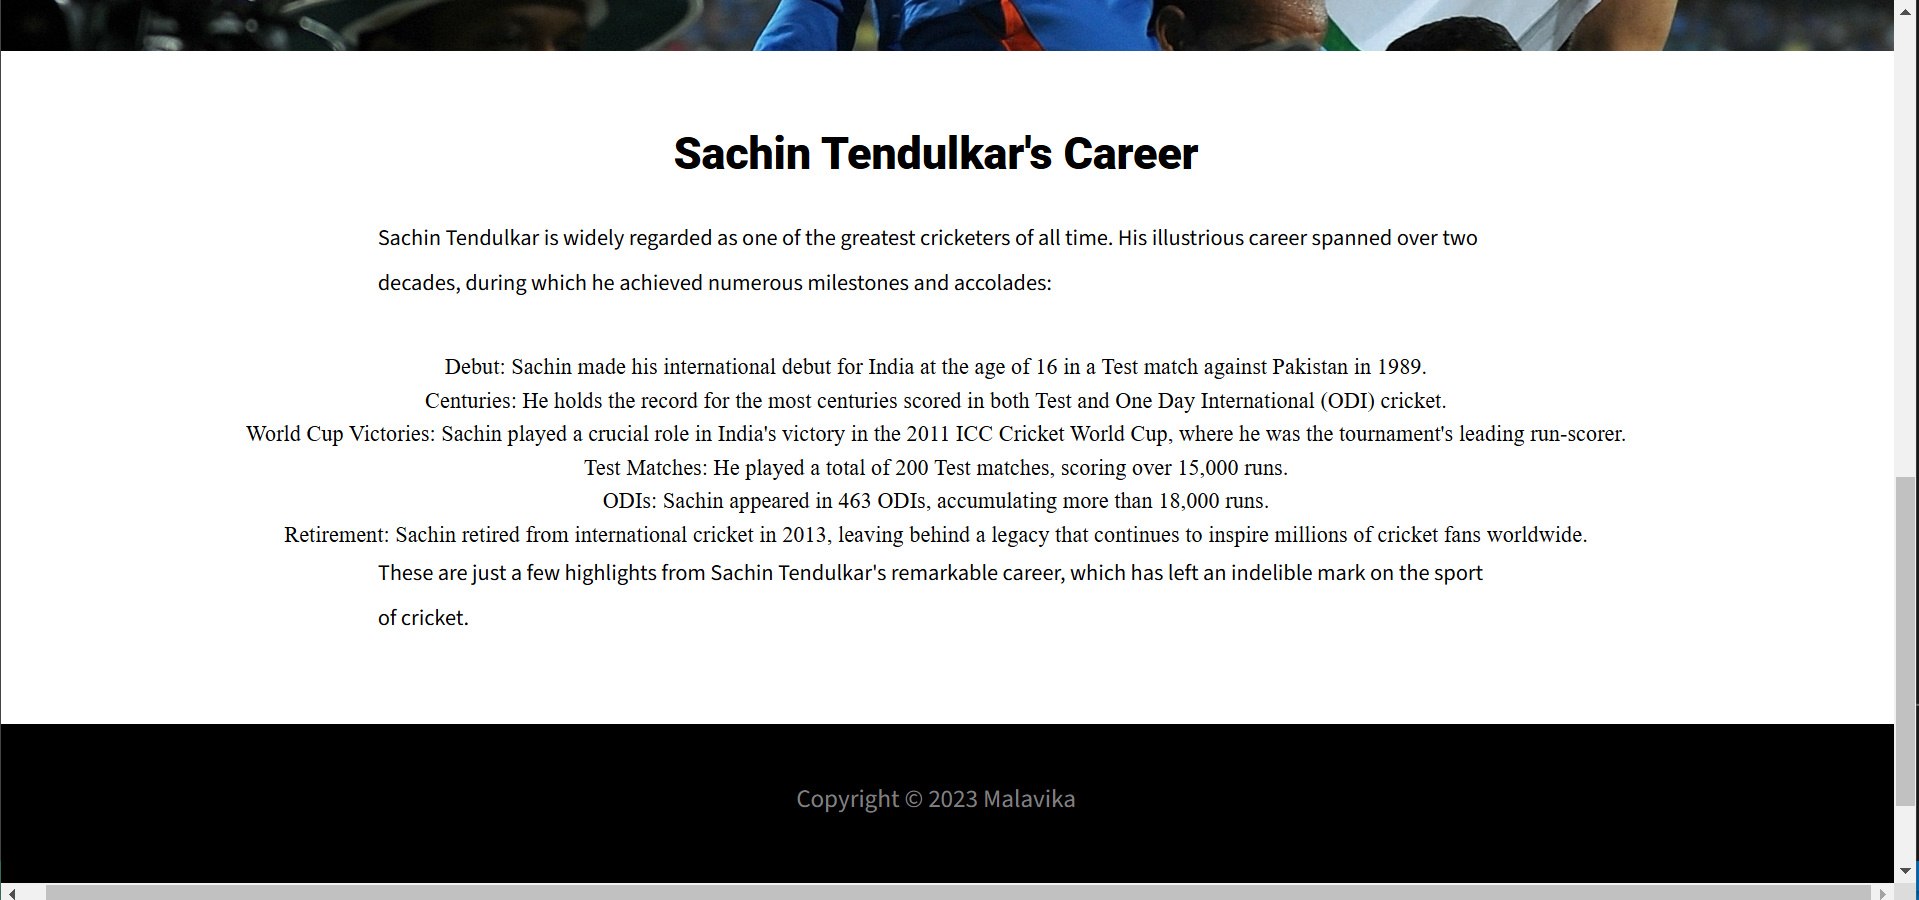 Sachin Tendulkar's Career
Sachin Tendulkar is widely regarded as one of the greatest cricketers of all time. His illustrious career spanned over two
decades, during which he achieved numerous milestones and accolades:
Debut: Sachin made his international debut for India at the age of 16 in a Test match against Pakistan in 1989.
Centuries: He holds the record for the most centuries scored in both Test and One Day International (ODI) cricket.
World Cup Victories: Sachin played a crucial role in India's victory in the 2011 ICC Cricket World Cup, where he was the tournament's leading run-scorer.
Test Matches: He played a total of 200 Test matches, scoring over 15,000 runs.
ODIs: Sachin appeared in 463 ODIs, accumulating more than 18,000 runs.
Retirement: Sachin retired from international cricket in 2013, leaving behind a legacy that continues to inspire millions of cricket fans worldwide.
These are just a few highlights from Sachin Tendulkar's remarkable career, which has left an indelible mark on the sport
of cricket.
Copyright © 2023 Malavika